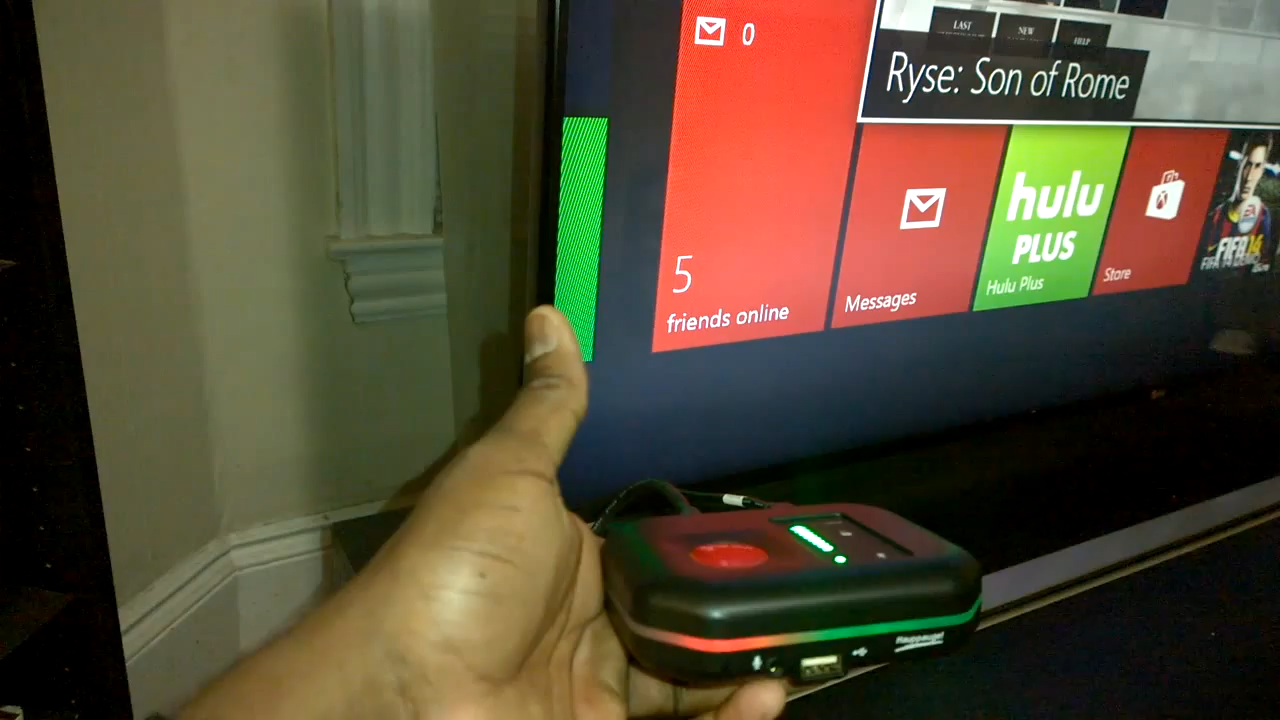 0
LAST
NEW
HELP
Ryse: Son of Rome
5
friends online
Messages
hulu
PLUS
Hulu Plus
Store
EA
FIFA 14
Hauppauge